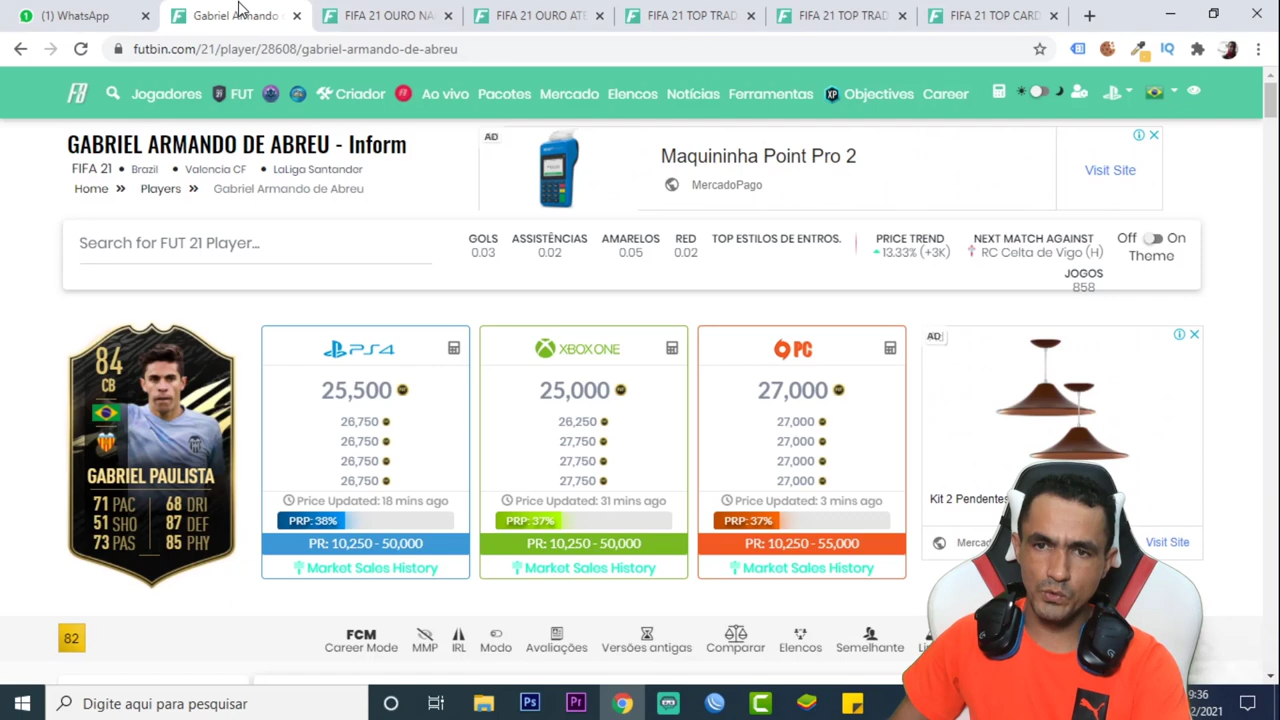 (1) WhatsApp
Gabriel Armando
FIFA 21 OURO NA
FIFA 21 OURO ATE
FIFA 21 TOP TRAD
FIFA 21 TOP TRAD
FIFA 21 TOP CARD
futbin.com/21/player/28608/gabriel-armando-de-abreu
IQ
Jogadores FUT Criador Ao vivo Pacotes Mercado Elencos Notícias Ferramentas XP Objectives Career
GABRIEL ARMANDO DE ABREU - Inform
FIFA 21 • Brazil • Valencia CF • LaLiga Santander
Home » Players » Gabriel Armando de Abreu
AD
Maquininha Point Pro 2
MercadoPago
Visit Site
Search for FUT 21 Player...
GOLS
0.03
ASSISTÊNCIAS
0.02
AMARELOS
0.05
RED
0.02
TOP ESTILOS DE ENTROS.
PRICE TREND
13.33% (+3K)
NEXT MATCH AGAINST
RC Celta de Vigo (H)
JOGOS
858
Off On
Theme
84
CB
GABRIEL PAULISTA
71 PAC 68 DRI
51 SHO 87 DEF
73 PAS 85 PHY
PS4
25,500
26,750
26,750
26,750
26,750
Price Updated: 18 mins ago
PRP: 38%
PR: 10,250 - 50,000
Market Sales History
XBOX ONE
25,000
26,250
27,750
27,750
27,750
Price Updated: 31 mins ago
PRP: 37%
PR: 10,250 - 50,000
Market Sales History
PC
27,000
27,000
27,000
27,000
27,000
Price Updated: 3 mins ago
PRP: 37%
PR: 10,250 - 55,000
Market Sales History
AD
Kit 2 Pendentes
Visit Site
82
FCM
Career Mode
MMP
IRL
Modo
Avaliações
Versões antigas
Comparar
Elencos
Semelhante
Digite aqui para pesquisar
Ps
Pr
PUMA